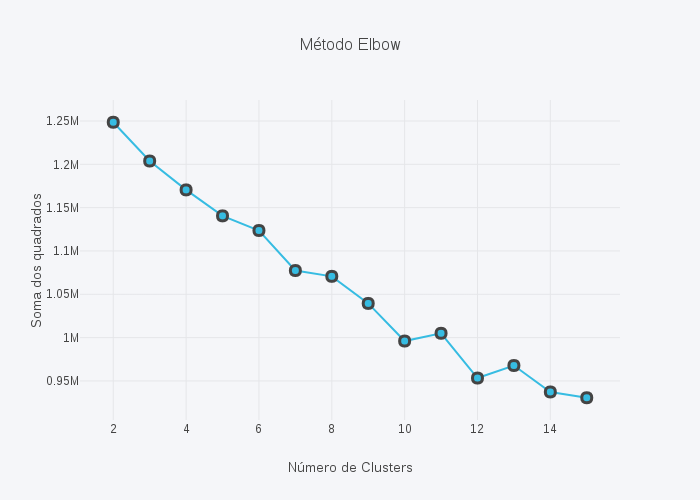 Método Elbow
Soma dos quadrados
1.25M
1.2M
1.15M
1.1M
1.05M
1M
0.95M
2 4 6 8 10 12 14
Número de Clusters